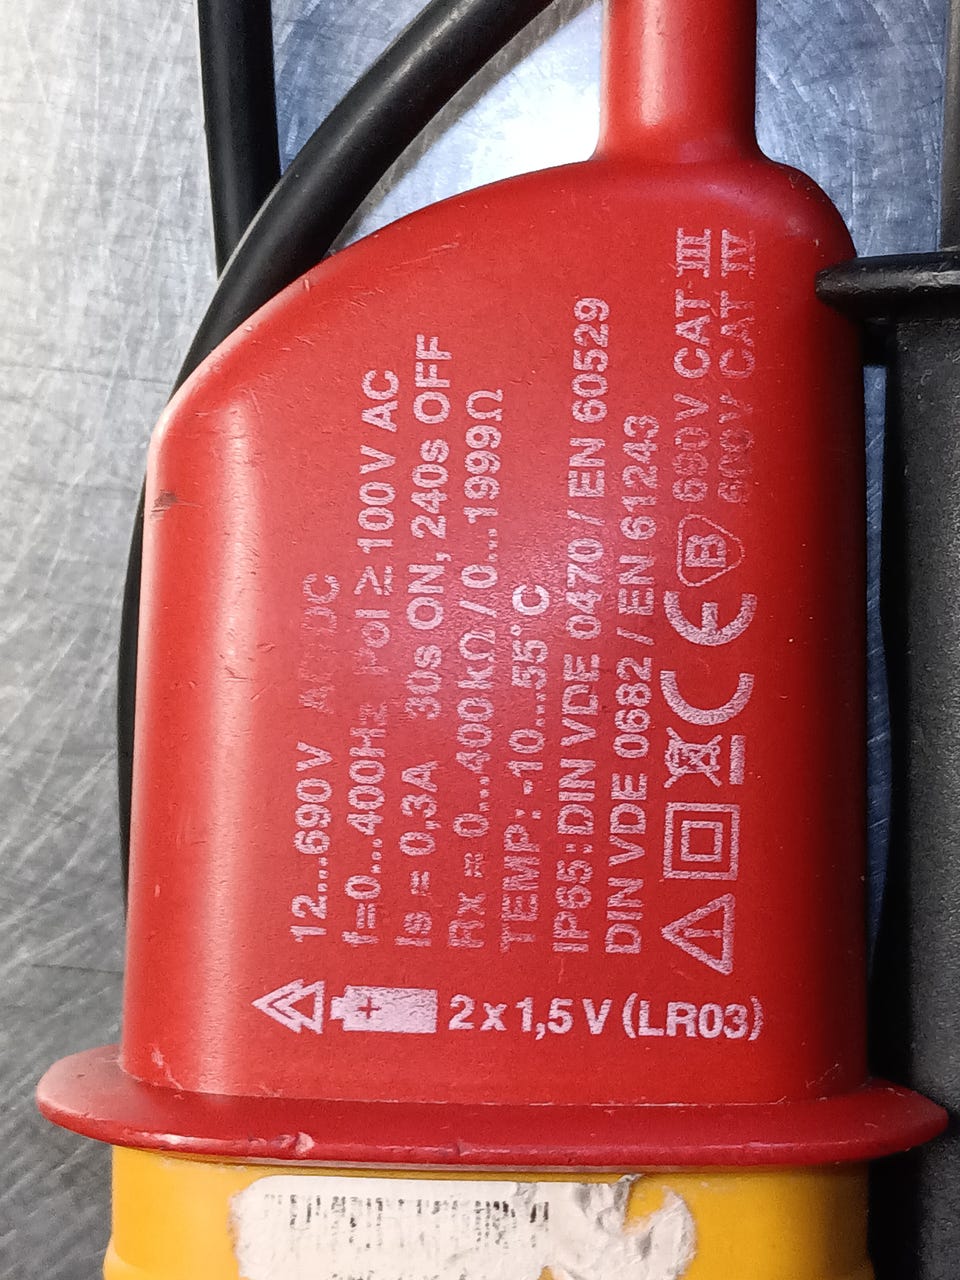 12...690V AC/DC
f=0...400Hz Pol ≥ 100V AC
Is = 0,3A 30s ON, 240s OFF
Rx = 0...400kΩ / 0...1999Ω
TEMP: -10...55°C
IP65: DIN VDE 0470 / EN 60529
DIN VDE 0682 / EN 61243
CE B 690V CAT III
600V CAT IV
+ 2 x 1,5 V (LR03)